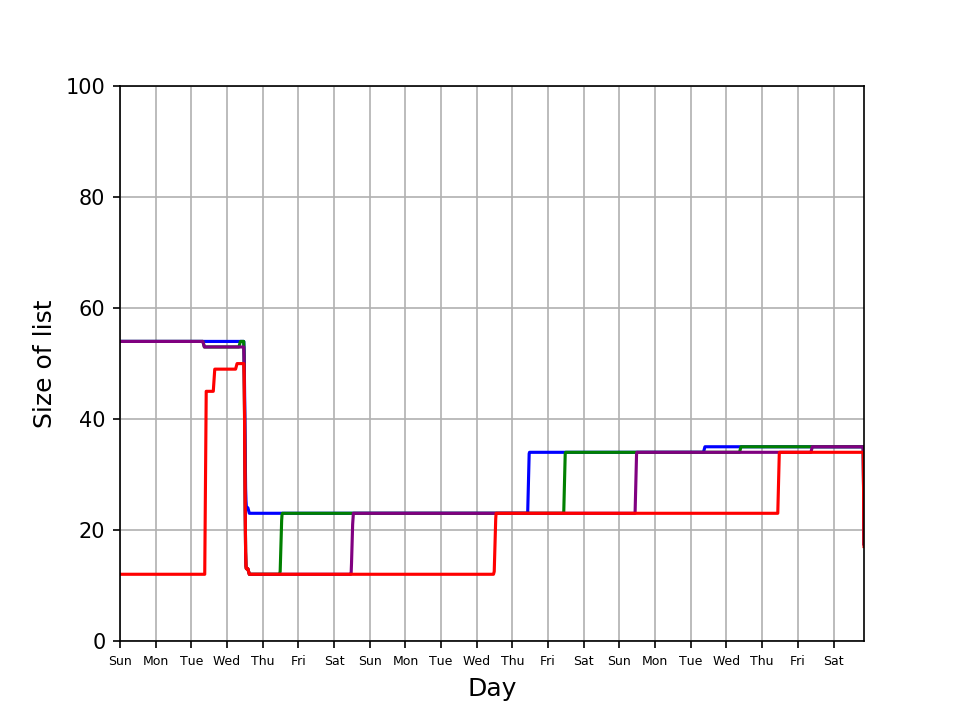 100
80
60
40
20
0
Size of list
Sun Mon Tue Wed Thu Fri Sat Sun Mon Tue Wed Thu Fri Sat Sun Mon Tue Wed Thu Fri Sat
Day